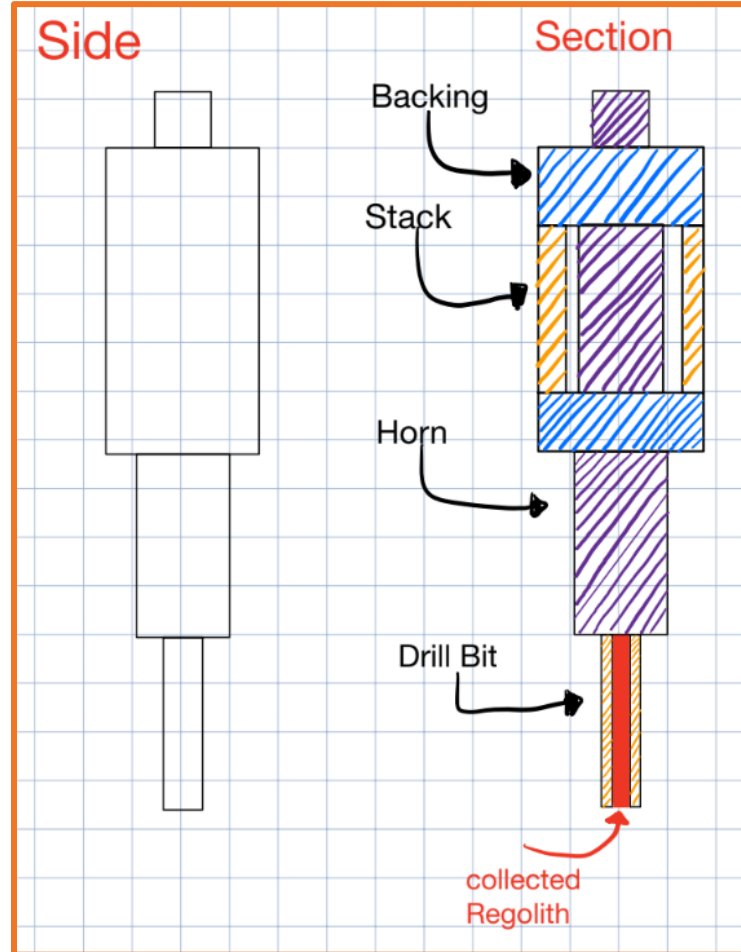 Side
Section
Backing
Stack
Horn
Drill Bit
collected
Regolith